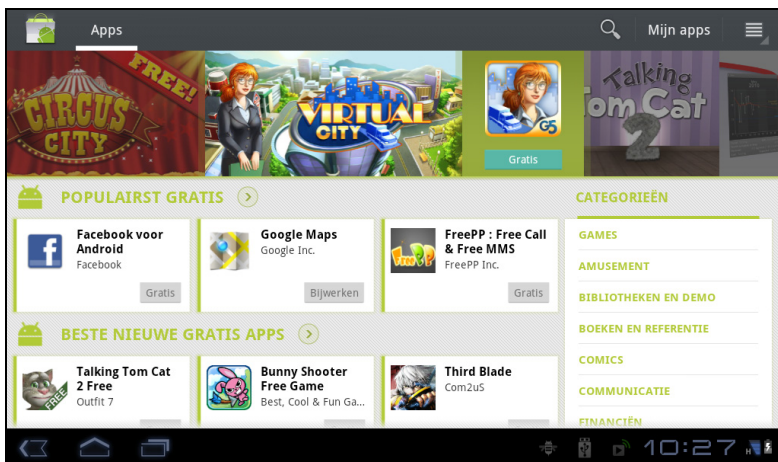 Apps
Mijn apps
FREE!
CIRCUS
CITY
VIRTUAL
CITY
G5
Gratis
Talking
Tom Cat
2
POPULAIRST GRATIS
CATEGORIEËN
Facebook voor
Android
Facebook
Gratis
Google Maps
Google Inc.
Bijwerken
FreePP
FreePP : Free Call
& Free MMS
FreePP Inc.
Gratis
GAMES
AMUSEMENT
BIBLIOTHEKEN EN DEMO
BOEKEN EN REFERENTIE
COMICS
COMMUNICATIE
FINANCIËN
BESTE NIEUWE GRATIS APPS
FREE
Talking Tom Cat
2 Free
Outfit 7
Bunny Shooter
Free Game
Best, Cool & Fun Ga...
Third Blade
Com2uS
10:27
H